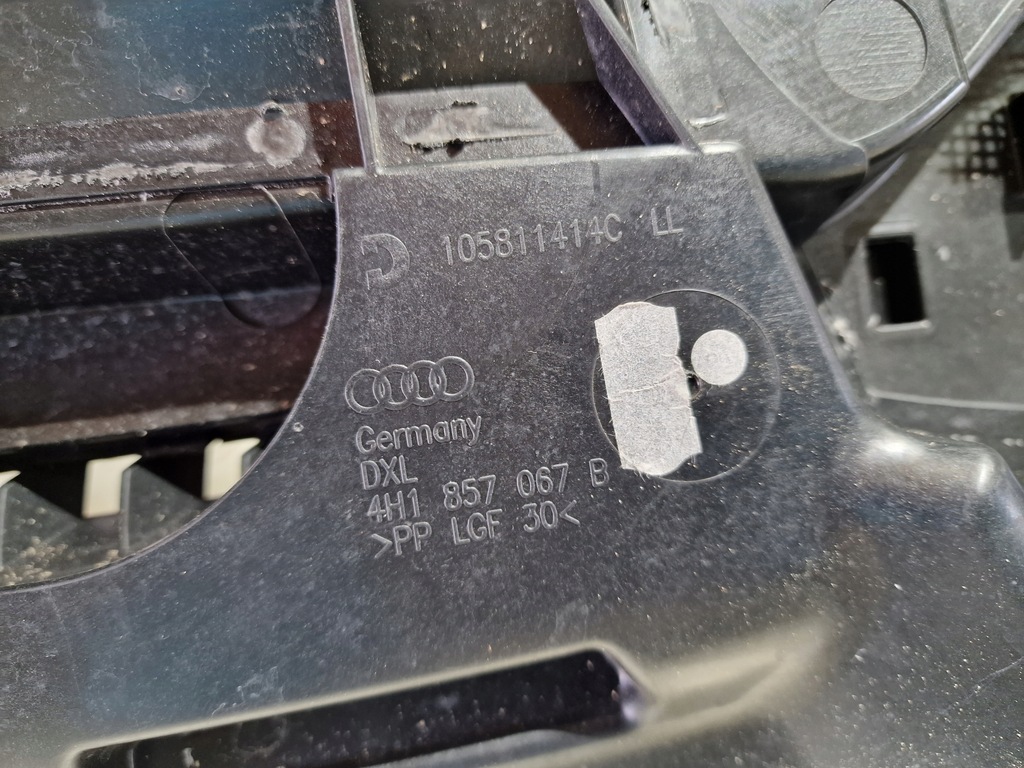 105811414C LL
Germany
DXL
4H1 857 067 B
>PP LGF 30<